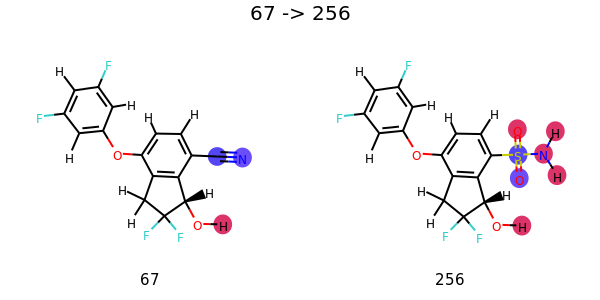 67 -> 256
H F H F
F H H H F H H H
H H O H
O N O S N
H O H
H H H H
H H
F F O H F F O H
67 256